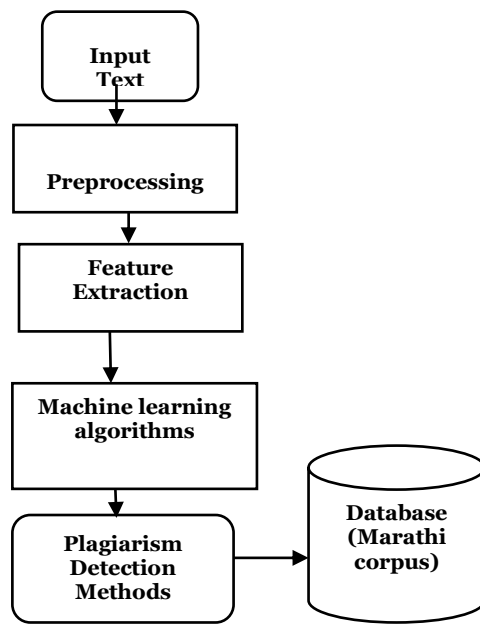 Input
Text
Preprocessing
Feature
Extraction
Machine learning
algorithms
Plagiarism
Detection
Methods
Database
(Marathi
corpus)